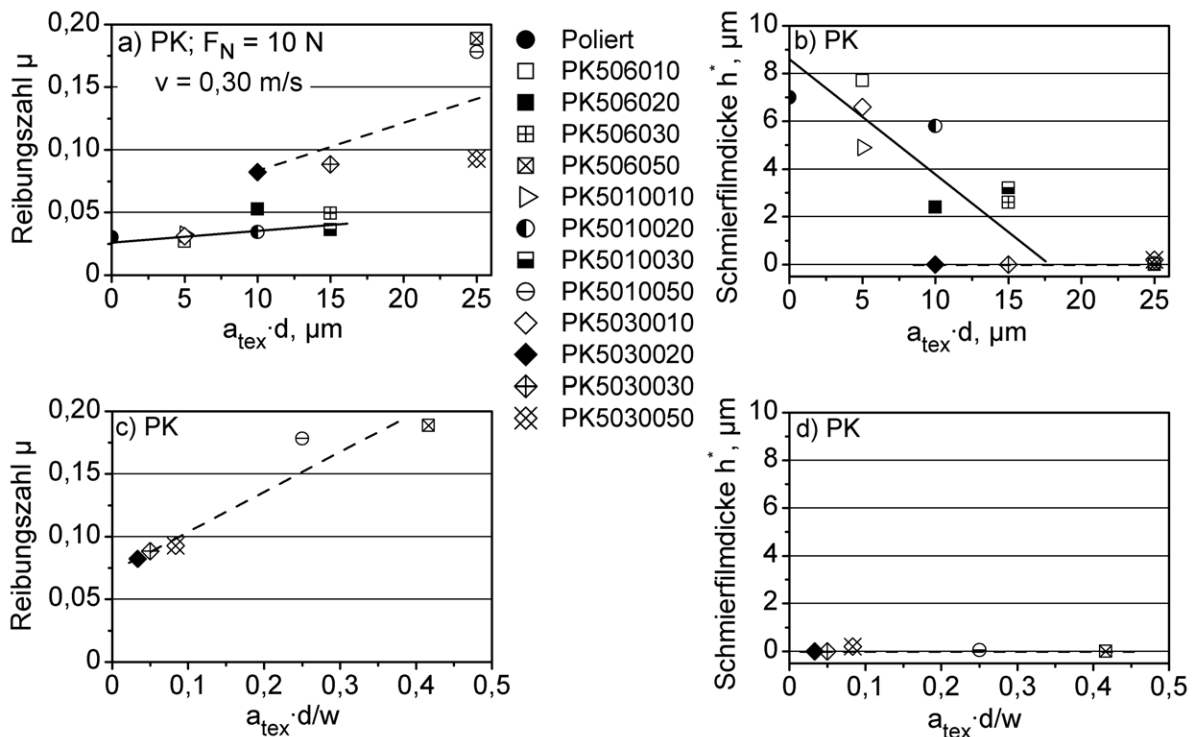 a) PK; F_N = 10 N
v = 0,30 m/s
Reibungszahl µ
0,20
0,15
0,10
0,05
0
0 5 10 15 20 25
a_tex·d, µm
Poliert
PK506010
PK506020
PK506030
PK506050
PK5010010
PK5010020
PK5010030
PK5010050
PK5030010
PK5030020
PK5030030
PK5030050
b) PK
Schmierfilmdicke h*, µm
10
8
6
4
2
0
0 5 10 15 20 25
a_tex·d, µm
c) PK
Reibungszahl µ
0,20
0,15
0,10
0,05
0
0 0,1 0,2 0,3 0,4 0,5
a_tex·d/w
d) PK
Schmierfilmdicke h*, µm
10
8
6
4
2
0
0 0,1 0,2 0,3 0,4 0,5
a_tex·d/w